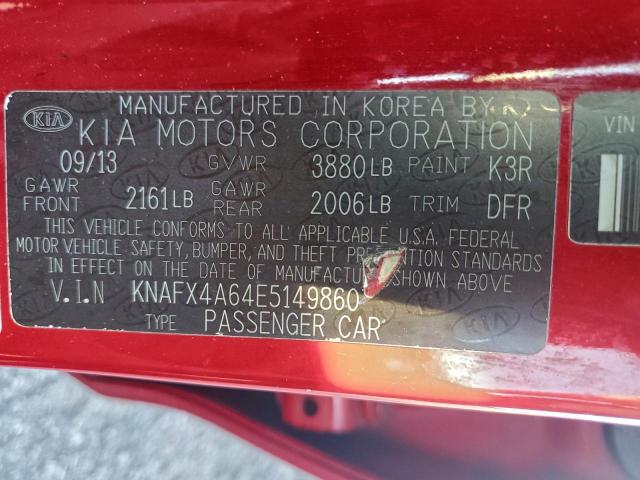 MANUFACTURED IN KOREA BY
KIA KIA MOTORS CORPORATION
09/13 GVWR 3880LB PAINT K3R
GAWR FRONT 2161LB GAWR REAR 2006LB TRIM DFR
THIS VEHICLE CONFORMS TO ALL APPLICABLE U.S.A. FEDERAL
MOTOR VEHICLE SAFETY, BUMPER, AND THEFT PREVENTION STANDARDS
IN EFFECT ON THE DATE OF MANUFACTURE SHOWN ABOVE
V.I.N KNAFX4A64E5149860
TYPE PASSENGER CAR
VIN